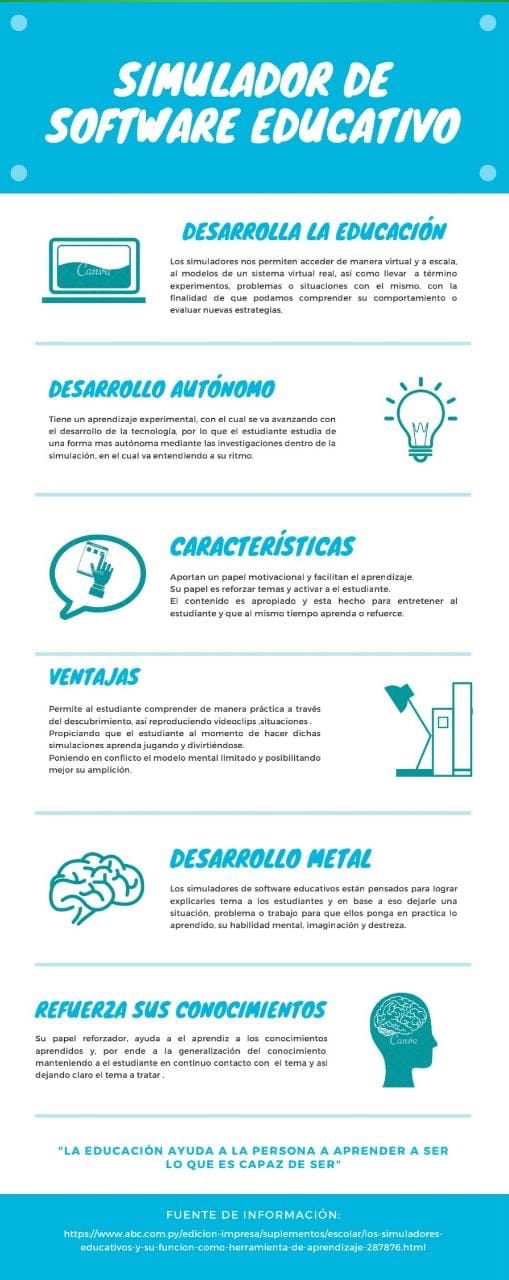 SIMULADOR DE
SOFTWARE EDUCATIVO
DESARROLLA LA EDUCACIÓN
Canva
Los simuladores nos permiten acceder de manera virtual y a escala,
al modelos de un sistema virtual real, así como llevar a término
experimentos, problemas o situaciones con el mismo, con la
finalidad de que podamos comprender su comportamiento o
evaluar nuevas estrategias.
DESARROLLO AUTÓNOMO
Tiene un aprendizaje experimental, con el cual se va avanzando con
el desarrollo de la tecnología, por lo que el estudiante estudia de
una forma mas autónoma mediante las investigaciones dentro de la
simulación, en el cual va entendiendo a su ritmo.
CARACTERÍSTICAS
Aportan un papel motivacional y facilitan el aprendizaje.
Su papel es reforzar temas y activar a el estudiante.
El contenido es apropiado y esta hecho para entretener al
estudiante y que al mismo tiempo aprenda o refuerce.
VENTAJAS
Permite al estudiante comprender de manera práctica a través
del descubrimiento, así reproduciendo videoclips ,situaciones .
Propiciando que el estudiante al momento de hacer dichas
simulaciones aprenda jugando y divirtiéndose.
Poniendo en conflicto el modelo mental limitado y posibilitando
mejor su amplición.
DESARROLLO METAL
Los simuladores de software educativos están pensados para lograr
explicarles tema a los estudiantes y en base a eso dejarle una
situación, problema o trabajo para que ellos ponga en practica lo
aprendido, su habilidad mental, imaginación y destreza.
REFUERZA SUS CONOCIMIENTOS
Su papel reforzador, ayuda a el aprendiz a los conocimientos
aprendidos y, por ende a la generalización del conocimiento,
manteniendo a el estudiante en continuo contacto con el tema y así
dejando claro el tema a tratar .
Canva
"LA EDUCACIÓN AYUDA A LA PERSONA A APRENDER A SER
LO QUE ES CAPAZ DE SER"
FUENTE DE INFORMACIÓN:
https://www.abc.com.py/edicion-impresa/suplementos/escolar/los-simuladores-
educativos-y-su-funcion-como-herramienta-de-aprendizaje-287876.html